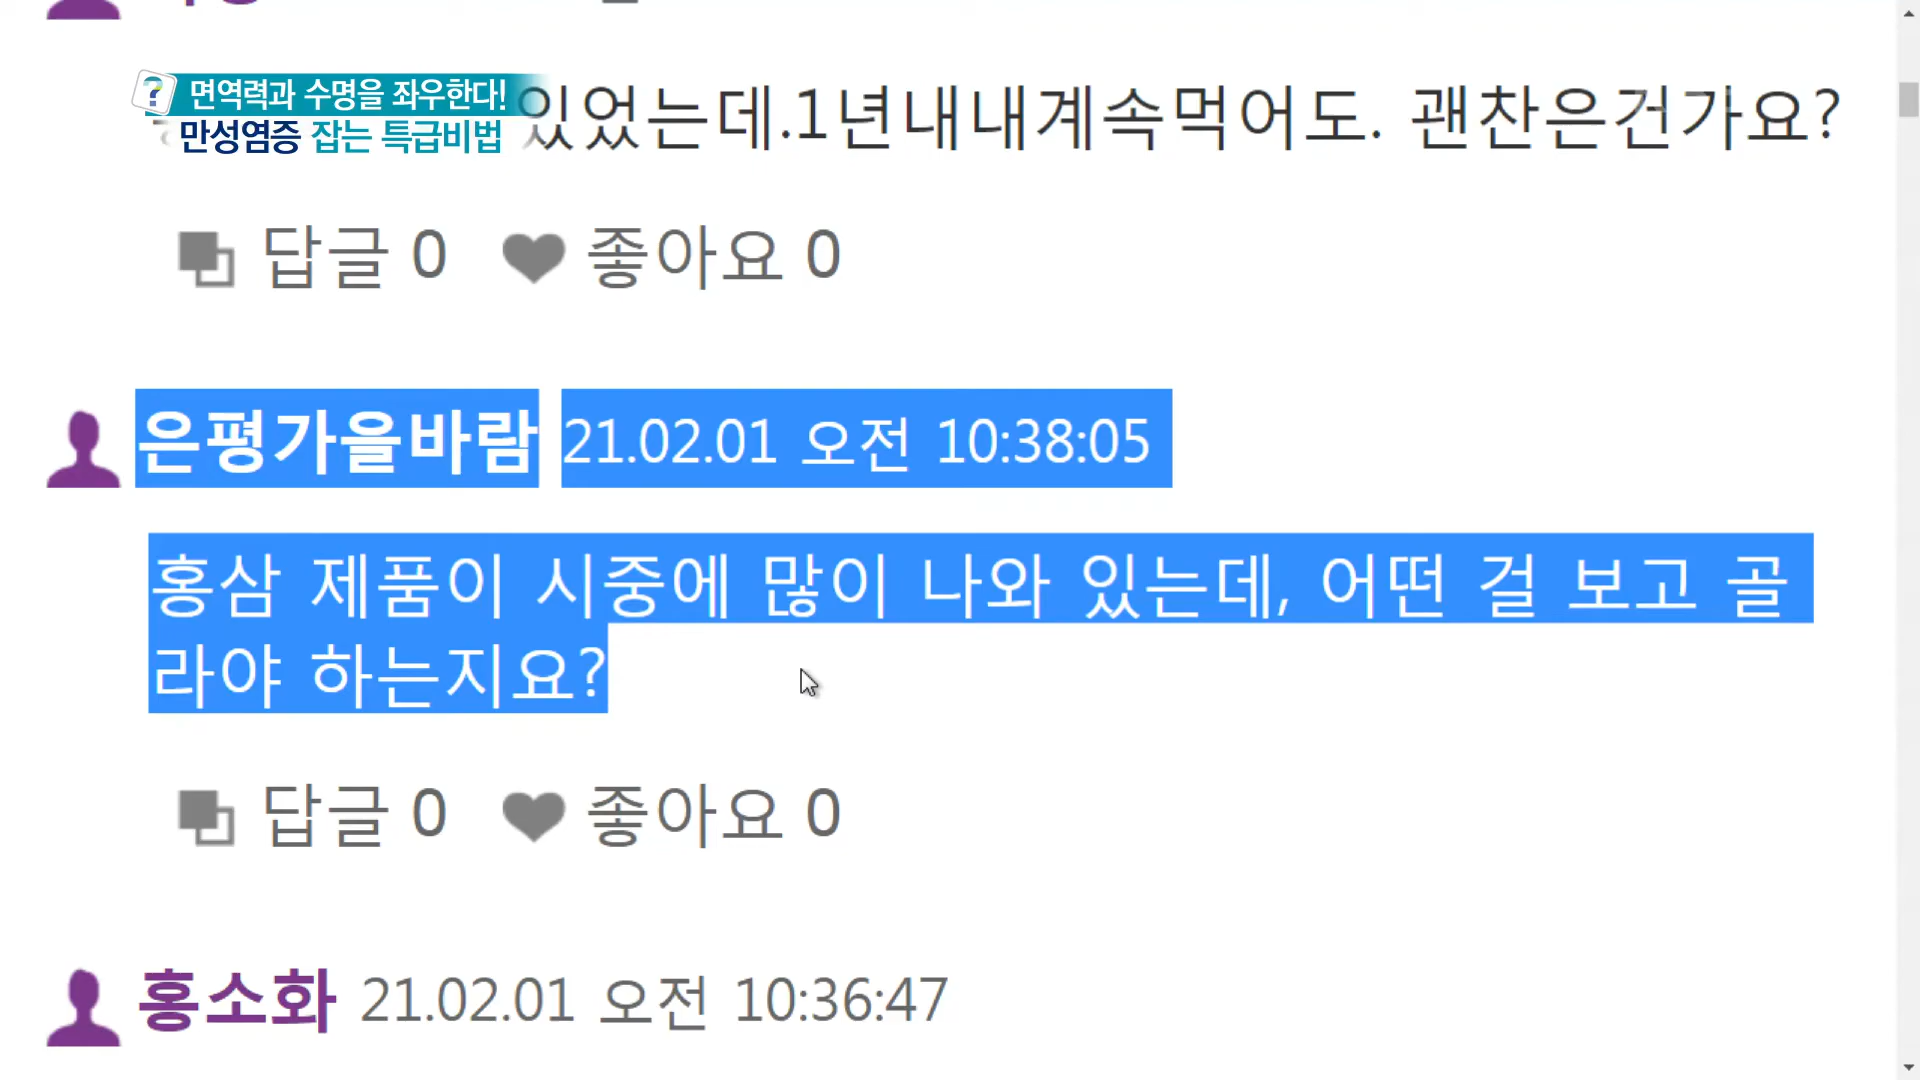 면역력과 수명을 좌우한다!
만성염증 잡는 특급비법
있었는데.1년내내계속먹어도. 괜찬은건가요?
답글 0 좋아요 0
은평가을바람 21.02.01 오전 10:38:05
홍삼 제품이 시중에 많이 나와 있는데, 어떤 걸 보고 골
라야 하는지요?
답글 0 좋아요 0
홍소화 21.02.01 오전 10:36:47